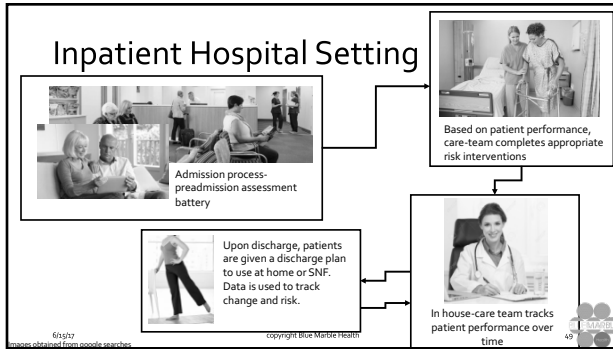 Inpatient Hospital Setting
Admission process-
preadmission assessment
battery
Based on patient performance,
care-team completes appropriate
risk interventions
In house-care team tracks
patient performance over
time
Upon discharge, patients
are given a discharge plan
to use at home or SNF.
Data is used to track
change and risk.
6/15/17
Images obtained from google searches
copyright Blue Marble Health
49
MARBLE